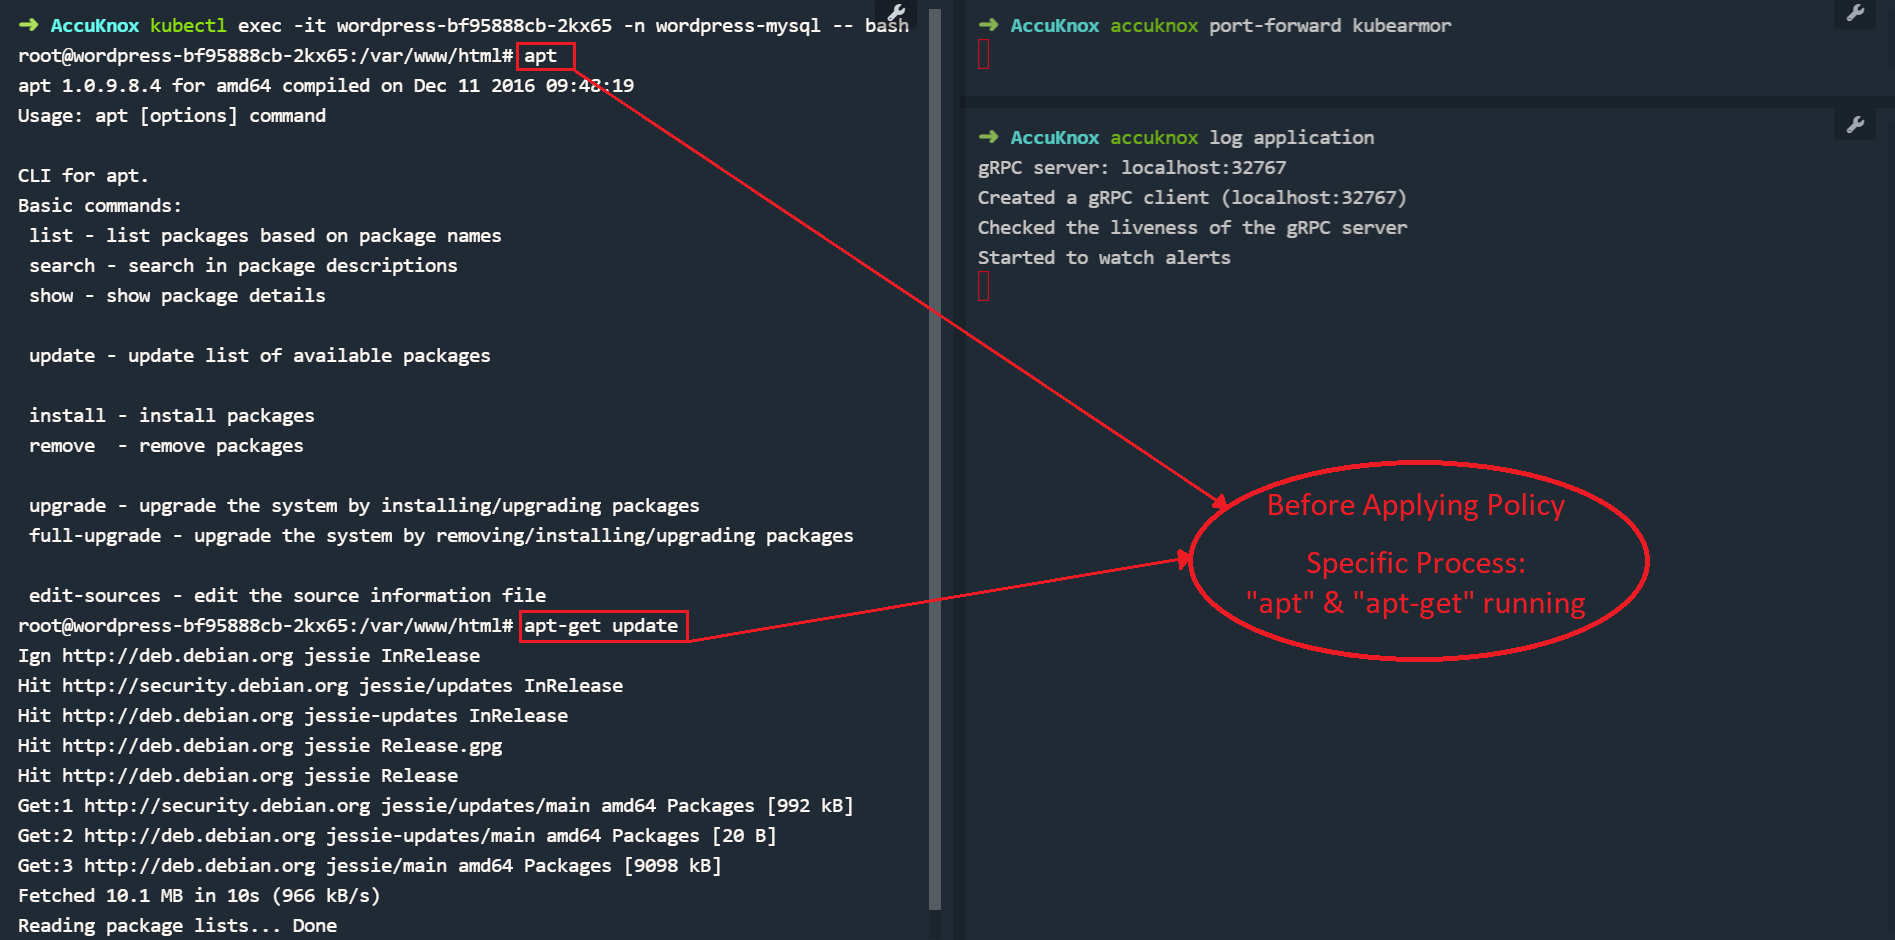 ➜ AccuKnox kubectl exec -it wordpress-bf95888cb-2kx65 -n wordpress-mysql -- bash
root@wordpress-bf95888cb-2kx65:/var/www/html# apt
apt 1.0.9.8.4 for amd64 compiled on Dec 11 2016 09:48:19
Usage: apt [options] command
CLI for apt.
Basic commands:
list - list packages based on package names
search - search in package descriptions
show - show package details
update - update list of available packages
install - install packages
remove  - remove packages
upgrade - upgrade the system by installing/upgrading packages
full-upgrade - upgrade the system by removing/installing/upgrading packages
edit-sources - edit the source information file
root@wordpress-bf95888cb-2kx65:/var/www/html# apt-get update
Ign http://deb.debian.org jessie InRelease
Hit http://security.debian.org jessie/updates InRelease
Hit http://deb.debian.org jessie-updates InRelease
Hit http://deb.debian.org jessie Release.gpg
Hit http://deb.debian.org jessie Release
Get:1 http://security.debian.org jessie/updates/main amd64 Packages [992 kB]
Get:2 http://deb.debian.org jessie-updates/main amd64 Packages [20 B]
Get:3 http://deb.debian.org jessie/main amd64 Packages [9098 kB]
Fetched 10.1 MB in 10s (966 kB/s)
Reading package lists... Done
➜ AccuKnox accuknox port-forward kubearmor
➜ AccuKnox accuknox log application
gRPC server: localhost:32767
Created a gRPC client (localhost:32767)
Checked the liveness of the gRPC server
Started to watch alerts
Before Applying Policy
Specific Process:
"apt" & "apt-get" running